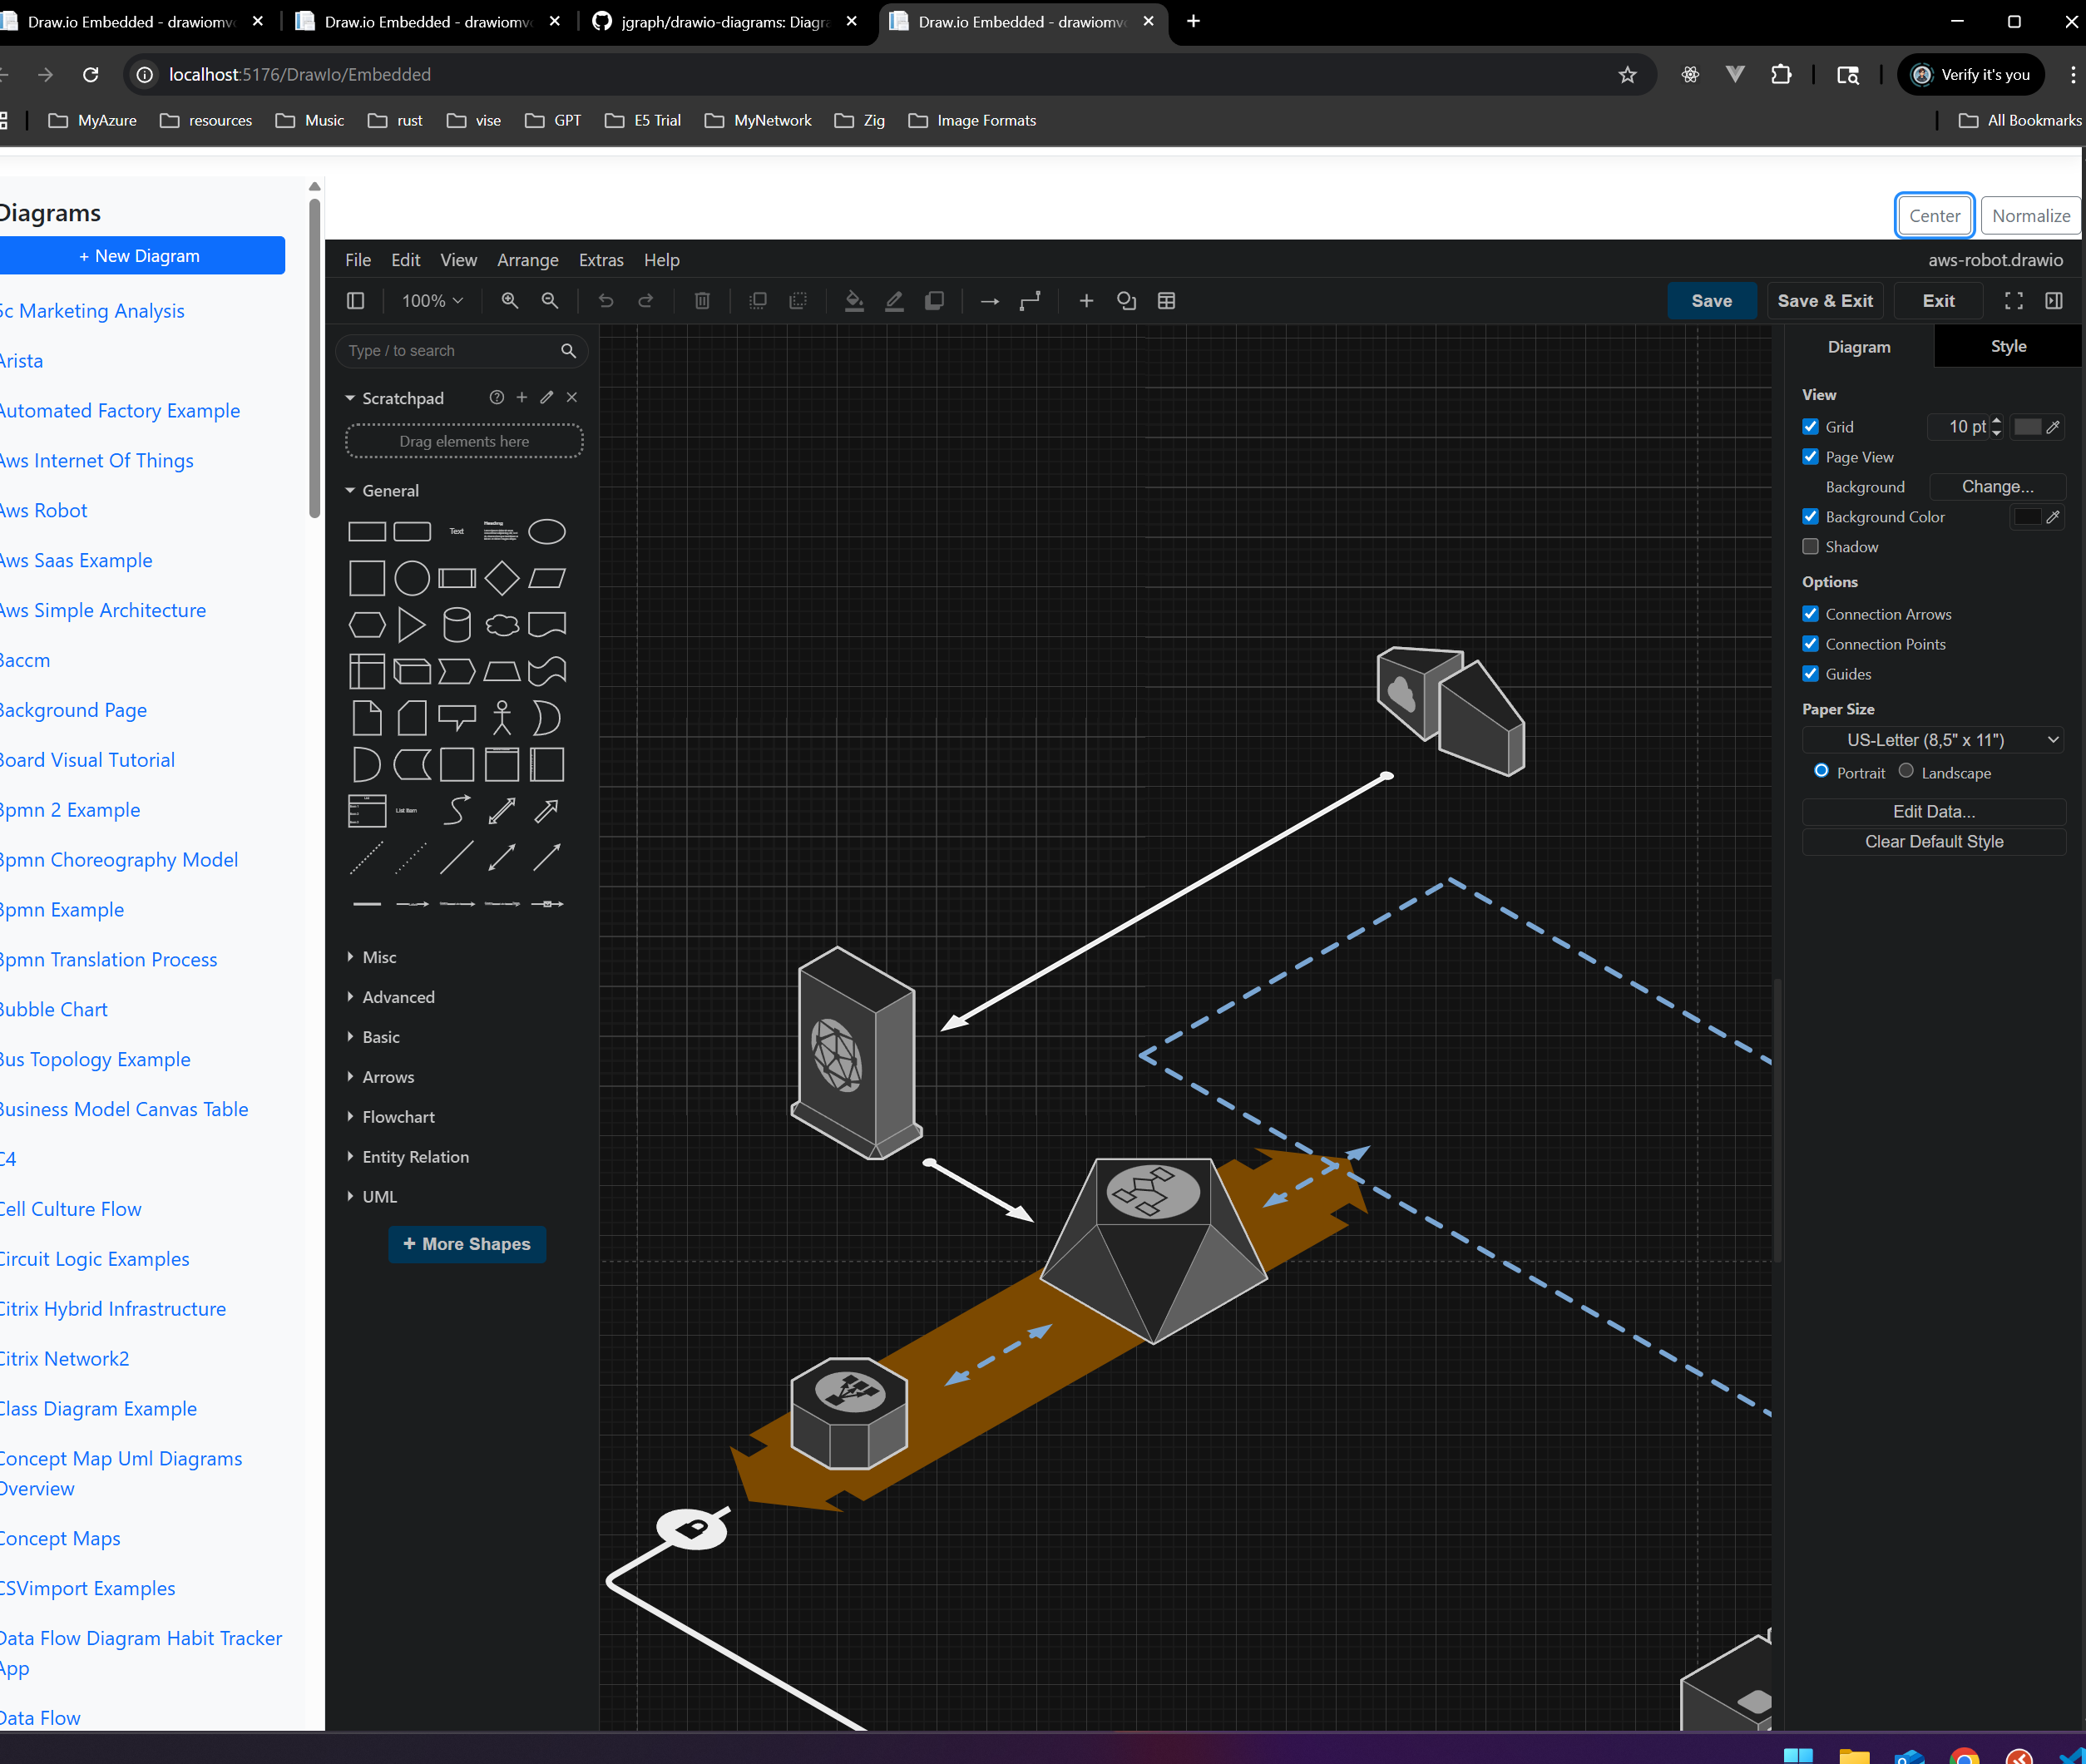 Draw.io Embedded - drawiomv
Draw.io Embedded - drawiomv
jgraph/drawio-diagrams: Diagra
Draw.io Embedded - drawiomv
localhost:5176/DrawIo/Embedded
Verify it's you
MyAzure
resources
Music
rust
vise
GPT
E5 Trial
MyNetwork
Zig
Image Formats
All Bookmarks
Diagrams
+ New Diagram
5c Marketing Analysis
Arista
Automated Factory Example
Aws Internet Of Things
Aws Robot
Aws Saas Example
Aws Simple Architecture
Baccm
Background Page
Board Visual Tutorial
Bpmn 2 Example
Bpmn Choreography Model
Bpmn Example
Bpmn Translation Process
Bubble Chart
Bus Topology Example
Business Model Canvas Table
C4
Cell Culture Flow
Circuit Logic Examples
Citrix Hybrid Infrastructure
Citrix Network2
Class Diagram Example
Concept Map Uml Diagrams
Overview
Concept Maps
CSVimport Examples
Data Flow Diagram Habit Tracker
App
Data Flow
Center
Normalize
File Edit View Arrange Extras Help
aws-robot.drawio
100%
Save
Save & Exit
Exit
Type / to search
Scratchpad
Drag elements here
General
Text
Heading
List
List Item
Misc
Advanced
Basic
Arrows
Flowchart
Entity Relation
UML
+ More Shapes
Diagram
Style
View
Grid
10 pt
Page View
Background
Change...
Background Color
Shadow
Options
Connection Arrows
Connection Points
Guides
Paper Size
US-Letter (8,5" x 11")
Portrait
Landscape
Edit Data...
Clear Default Style